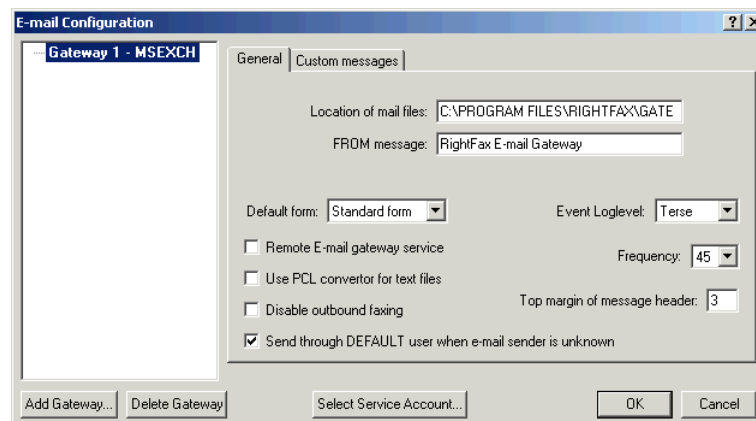 E-mail Configuration
Gateway 1 - MSEXCH
General
Custom messages
Location of mail files: C:\PROGRAM FILES\RIGHTFAX\GATE
FROM message: RightFax E-mail Gateway
Default form: Standard form
Event Loglevel: Terse
Remote E-mail gateway service
Frequency: 45
Use PCL convertor for text files
Top margin of message header: 3
Disable outbound faxing
Send through DEFAULT user when e-mail sender is unknown
Add Gateway... Delete Gateway Select Service Account... OK Cancel